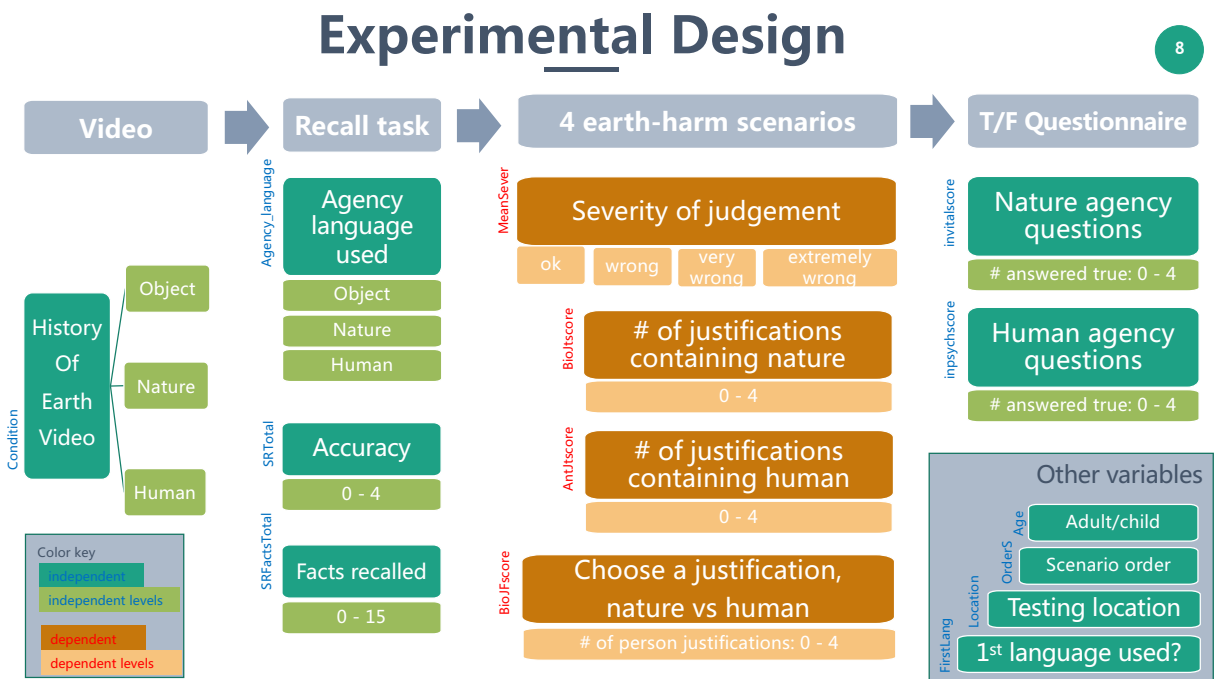 Experimental Design
8
Video
Recall task
4 earth-harm scenarios
T/F Questionnaire
Condition
History
Of
Earth
Video
Object
Nature
Human
Agency_language
Agency
language
used
Object
Nature
Human
SRTotal
Accuracy
0 - 4
SRFactsTotal
Facts recalled
0 - 15
MeanSever
Severity of judgement
ok
wrong
very
wrong
extremely
wrong
BioJtscore
# of justifications
containing nature
0 - 4
AntJtscore
# of justifications
containing human
0 - 4
BioJFscore
Choose a justification,
nature vs human
# of person justifications: 0 - 4
invitalscore
Nature agency
questions
# answered true: 0 - 4
inpsychscore
Human agency
questions
# answered true: 0 - 4
Other variables
Age
Adult/child
OrderS
Scenario order
Location
Testing location
FirstLang
1st language used?
Color key
independent
independent levels
dependent
dependent levels